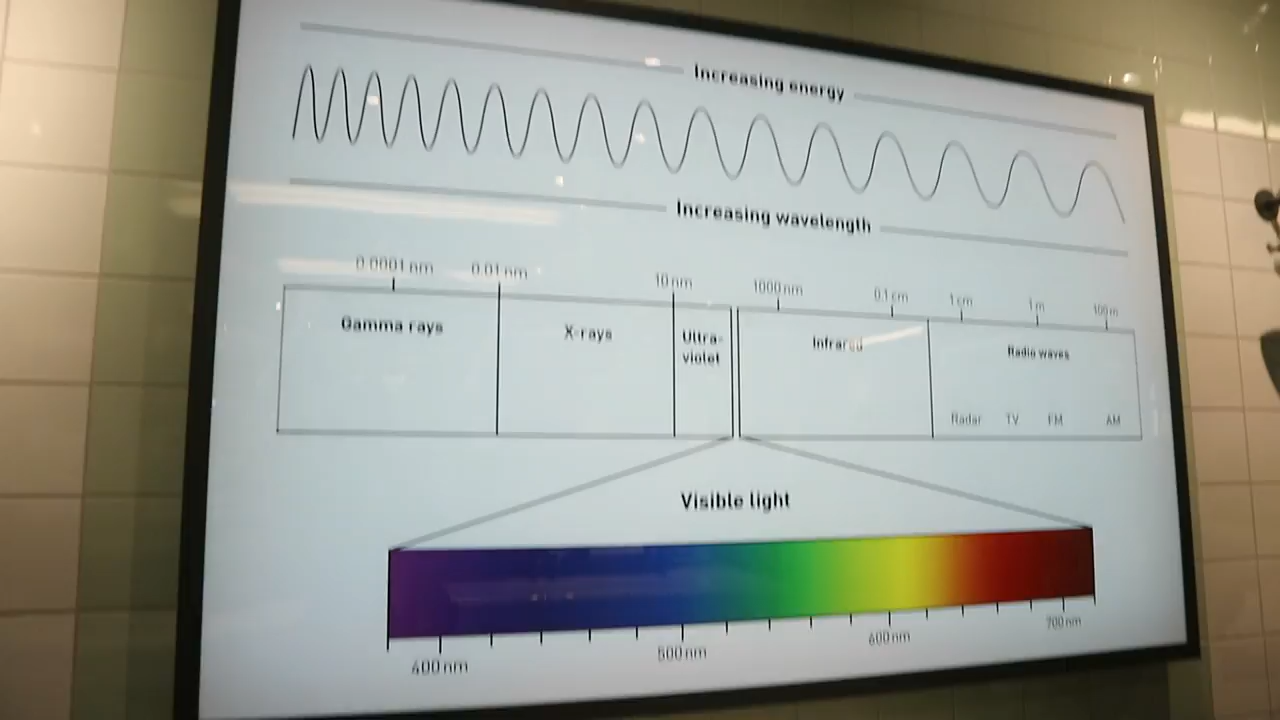 Increasing energy
Increasing wavelength
0.0001 nm 0.01 nm 10 nm 1000 nm 0.1 cm 1 cm 1 m 100 m
Gamma rays X-rays Ultra- Infrared Radio waves
violet
Radar TV FM AM
Visible light
400 nm 500 nm 600 nm 700 nm